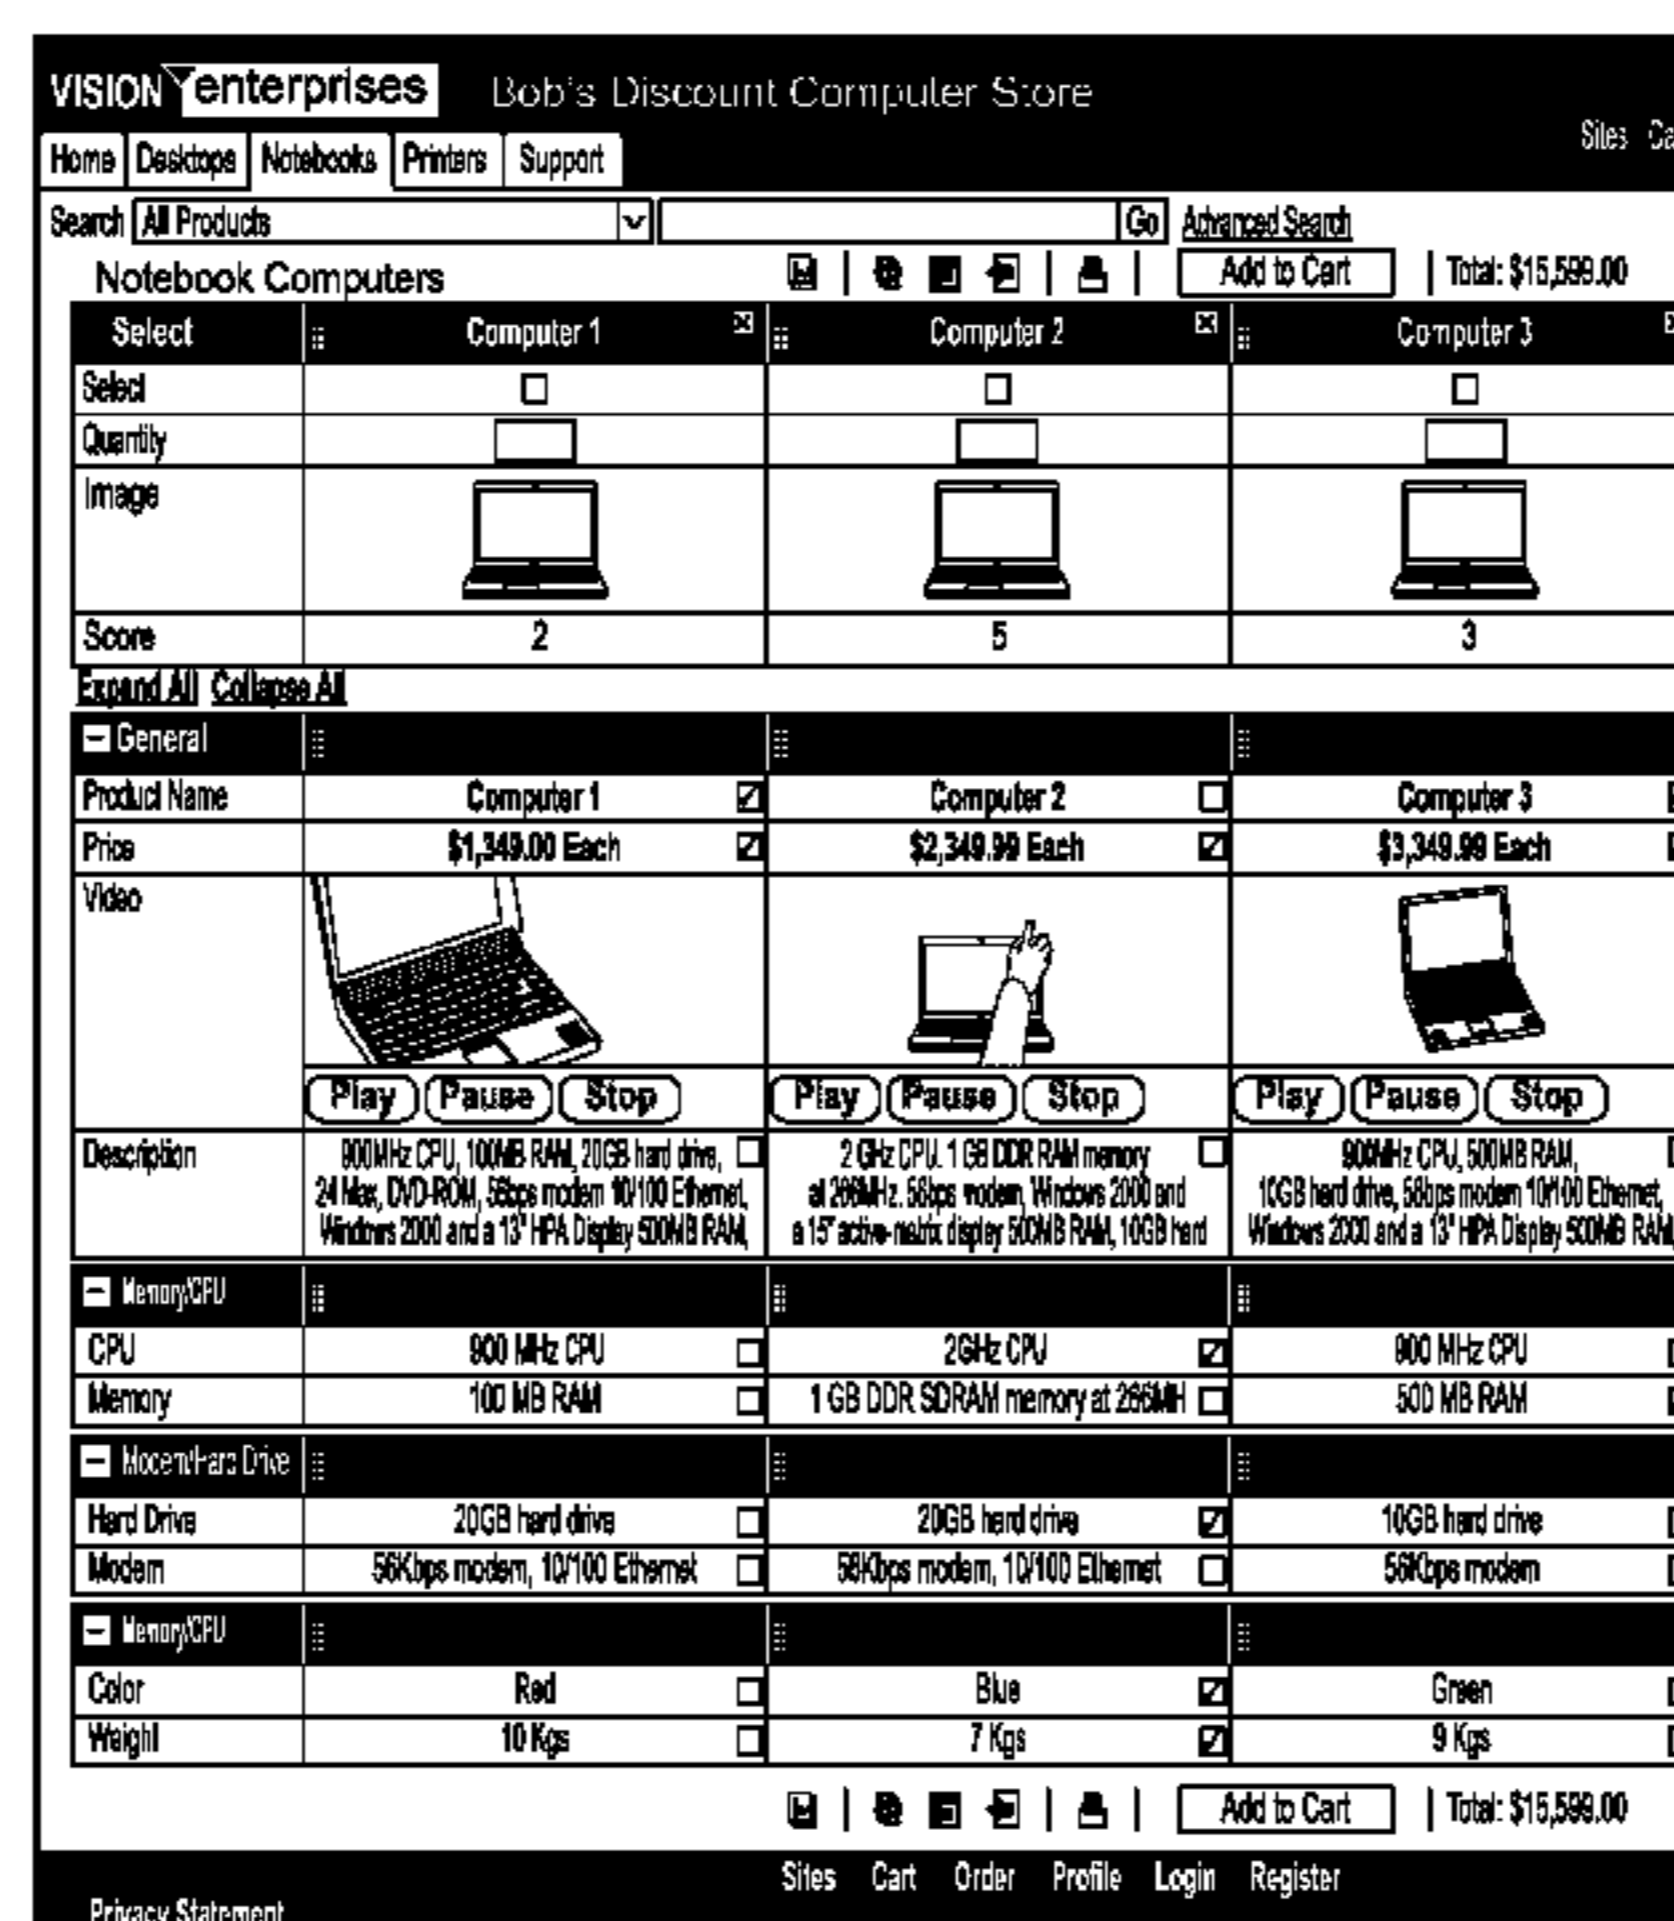 VISION enterprises Bob's Discount Computer Store
Sites
Home Desktops Notebooks Printers Support
Search All Products Go Advanced Search
Notebook Computers Add to Cart Total: $15,599.00
Select Computer 1 Computer 2 Computer 3
Select
Quantity
Image
Score 2 5 3
Expand All Collapse All
General
Product Name Computer 1 Computer 2 Computer 3
Price $1,349.00 Each $2,349.99 Each $3,349.99 Each
Video
Play Pause Stop Play Pause Stop Play Pause Stop
Description 900MHz CPU, 100MB RAM, 20GB hard drive, 2 GHz CPU. 1 GB DDR RAM memory 900MHz CPU, 500MB RAM,
24 Max, DVD-ROM, 56bps modem 10/100 Ethernet, at 266MHz. 56bps modem, Windows 2000 and 10GB hard drive, 56bps modem 10/100 Ethernet,
Windows 2000 and a 13" HPA Display 500MB RAM, a 15" active-matrix display 500MB RAM, 10GB hard Windows 2000 and a 13" HPA Display 500MB RAM,
Memory/CPU
CPU 900 MHz CPU 2GHz CPU 900 MHz CPU
Memory 100 MB RAM 1 GB DDR SDRAM memory at 266MH 500 MB RAM
Modem/Hard Drive
Hard Drive 20GB hard drive 20GB hard drive 10GB hard drive
Modem 56Kbps modem, 10/100 Ethernet 56Kbps modem, 10/100 Ethernet 56Kbps modem
Memory/CPU
Color Red Blue Green
Weight 10 Kgs 7 Kgs 9 Kgs
Add to Cart Total: $15,599.00
Sites Cart Order Profile Login Register
Privacy Statement